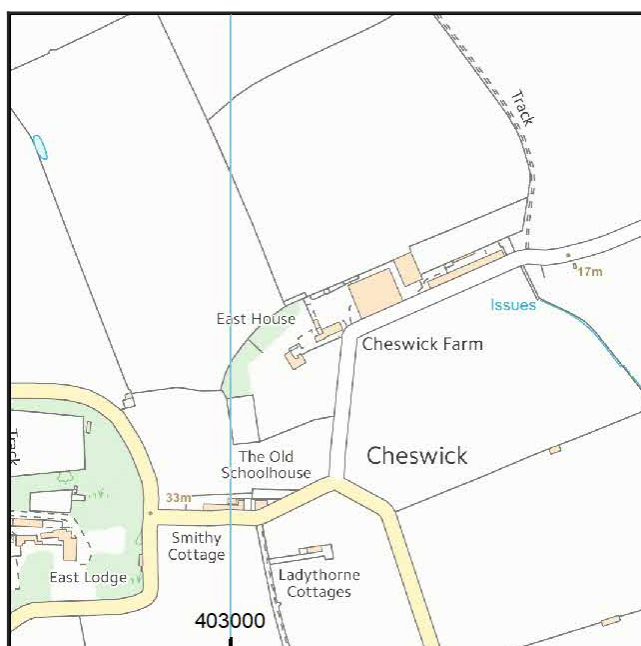 Track
17m
Issues
East House
Cheswick Farm
The Old
Schoolhouse
Cheswick
Track
33m
Smithy
Cottage
East Lodge
Ladythorne
Cottages
403000